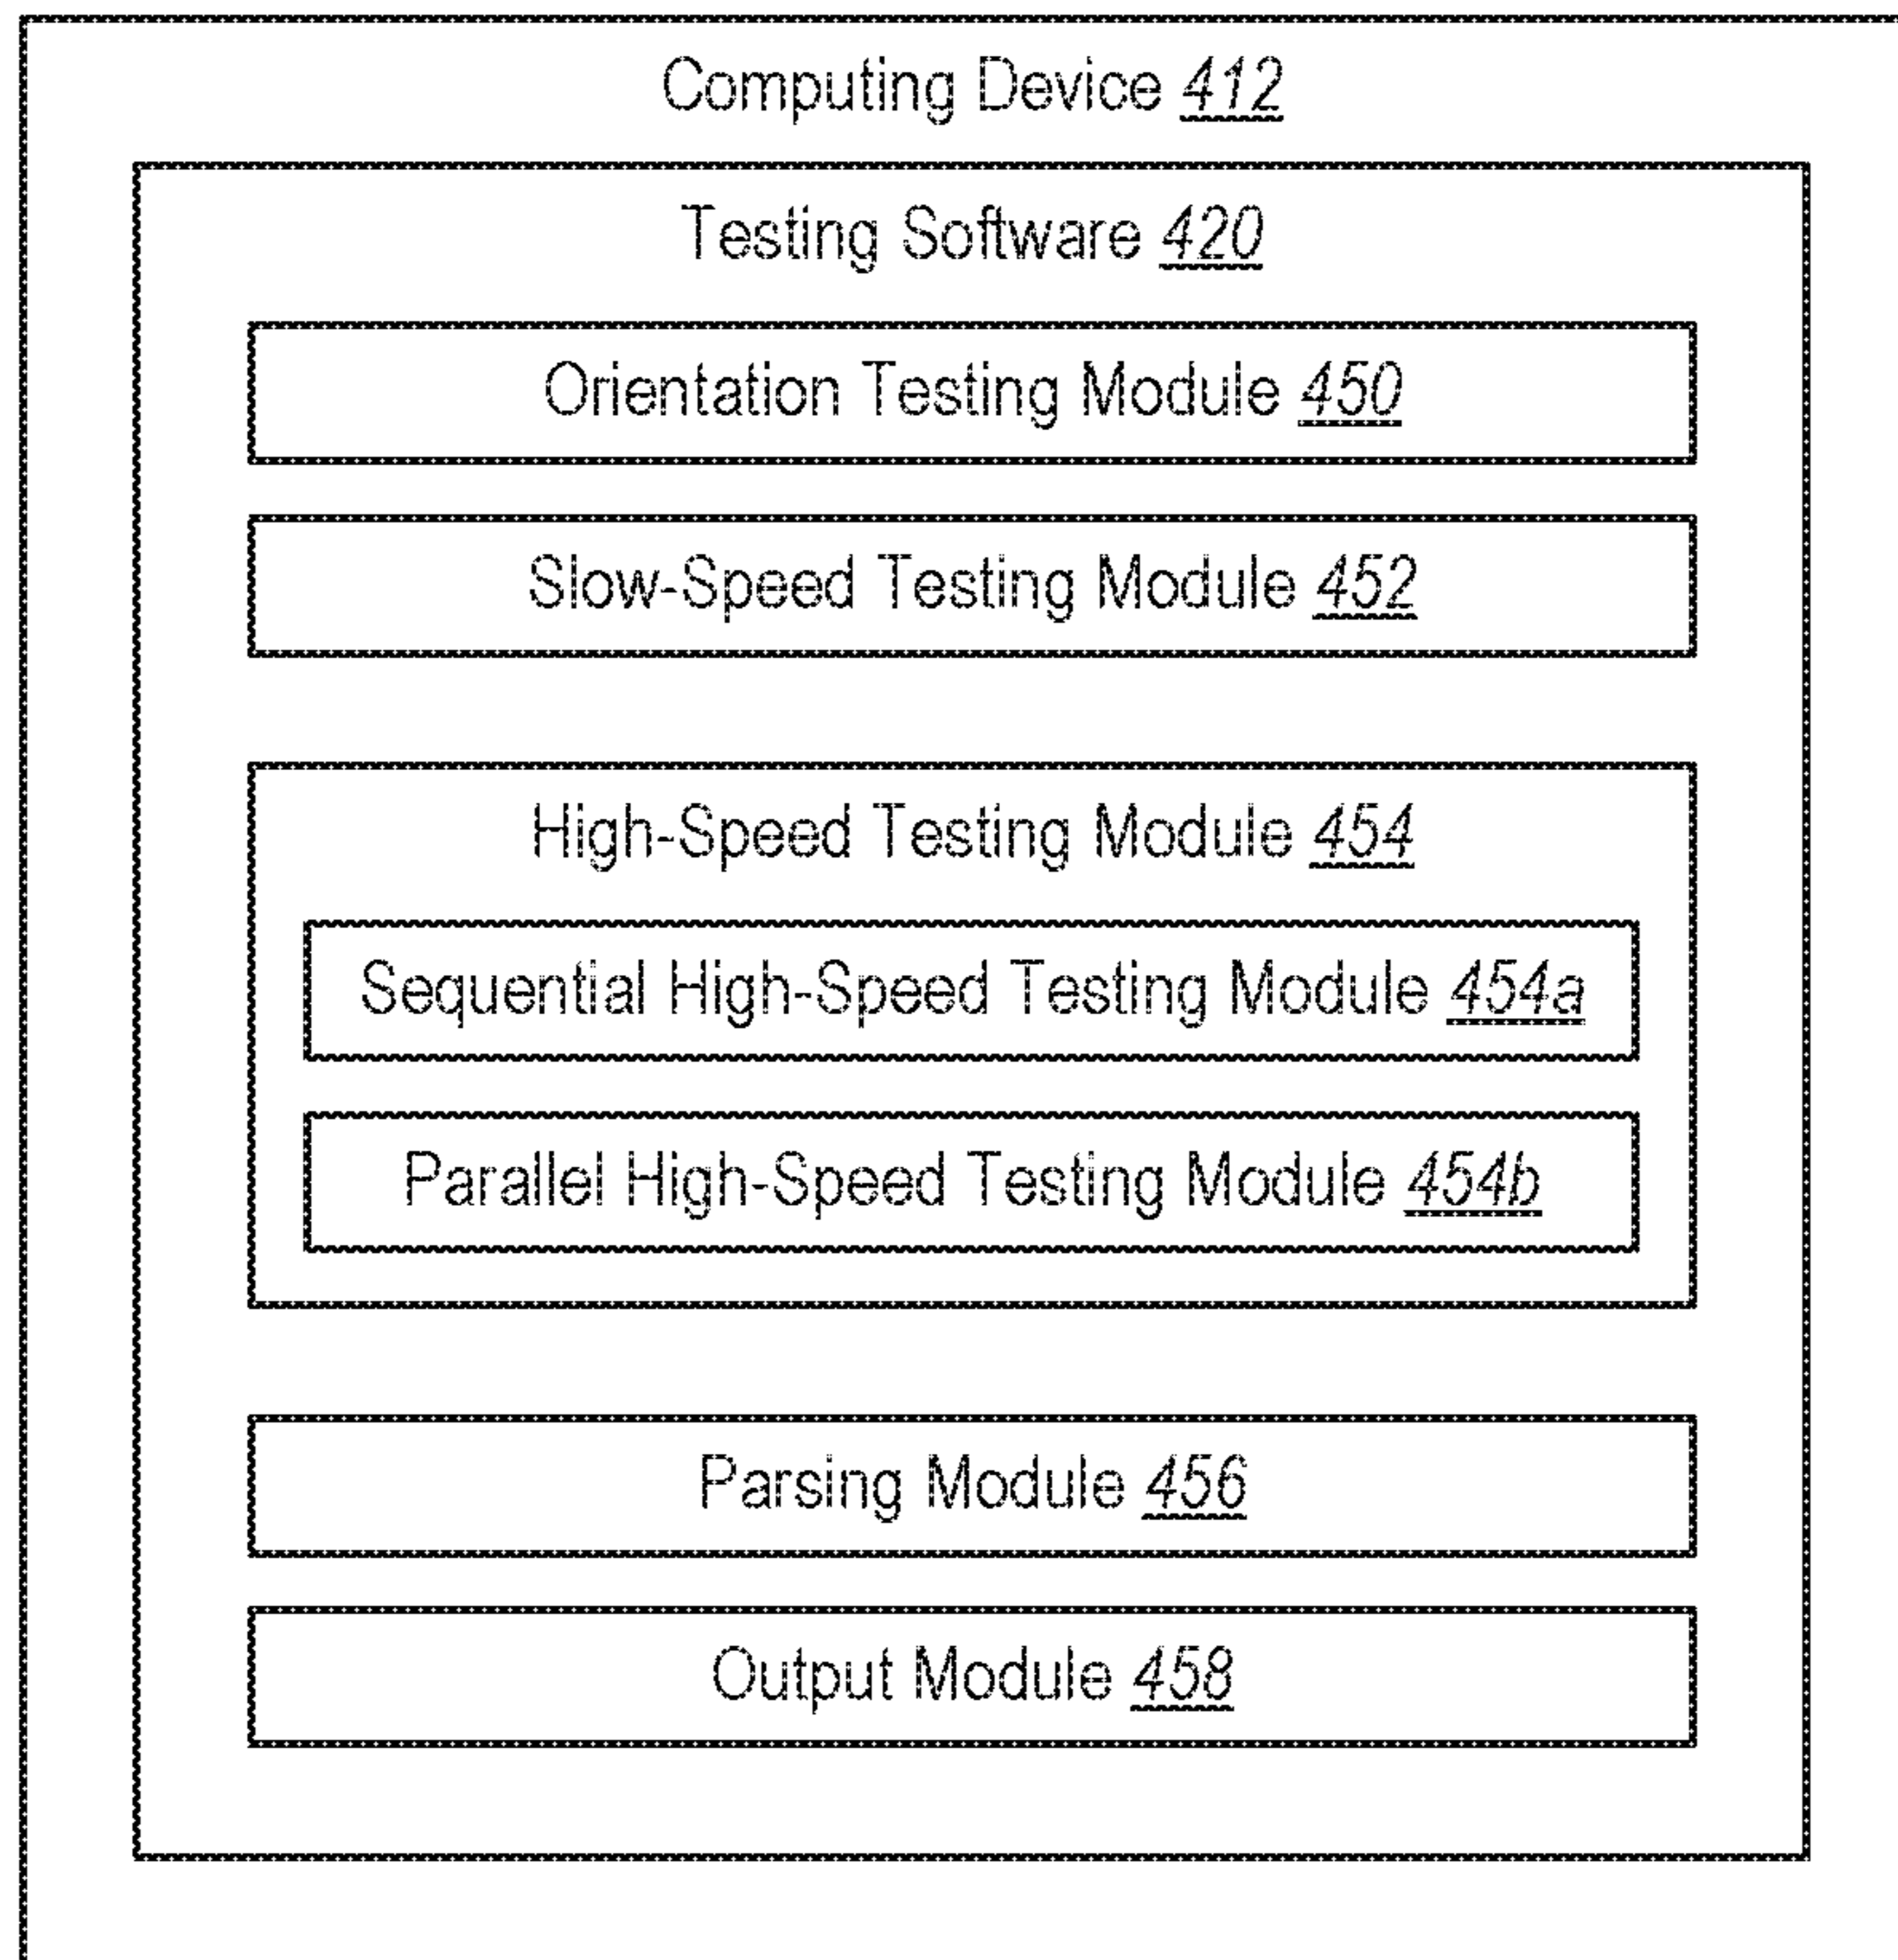 Computing Device 412
Testing Software 420
Orientation Testing Module 450
Slow-Speed Testing Module 452
High-Speed Testing Module 454
Sequential High-Speed Testing Module 454a
Parallel High-Speed Testing Module 454b
Parsing Module 456
Output Module 458